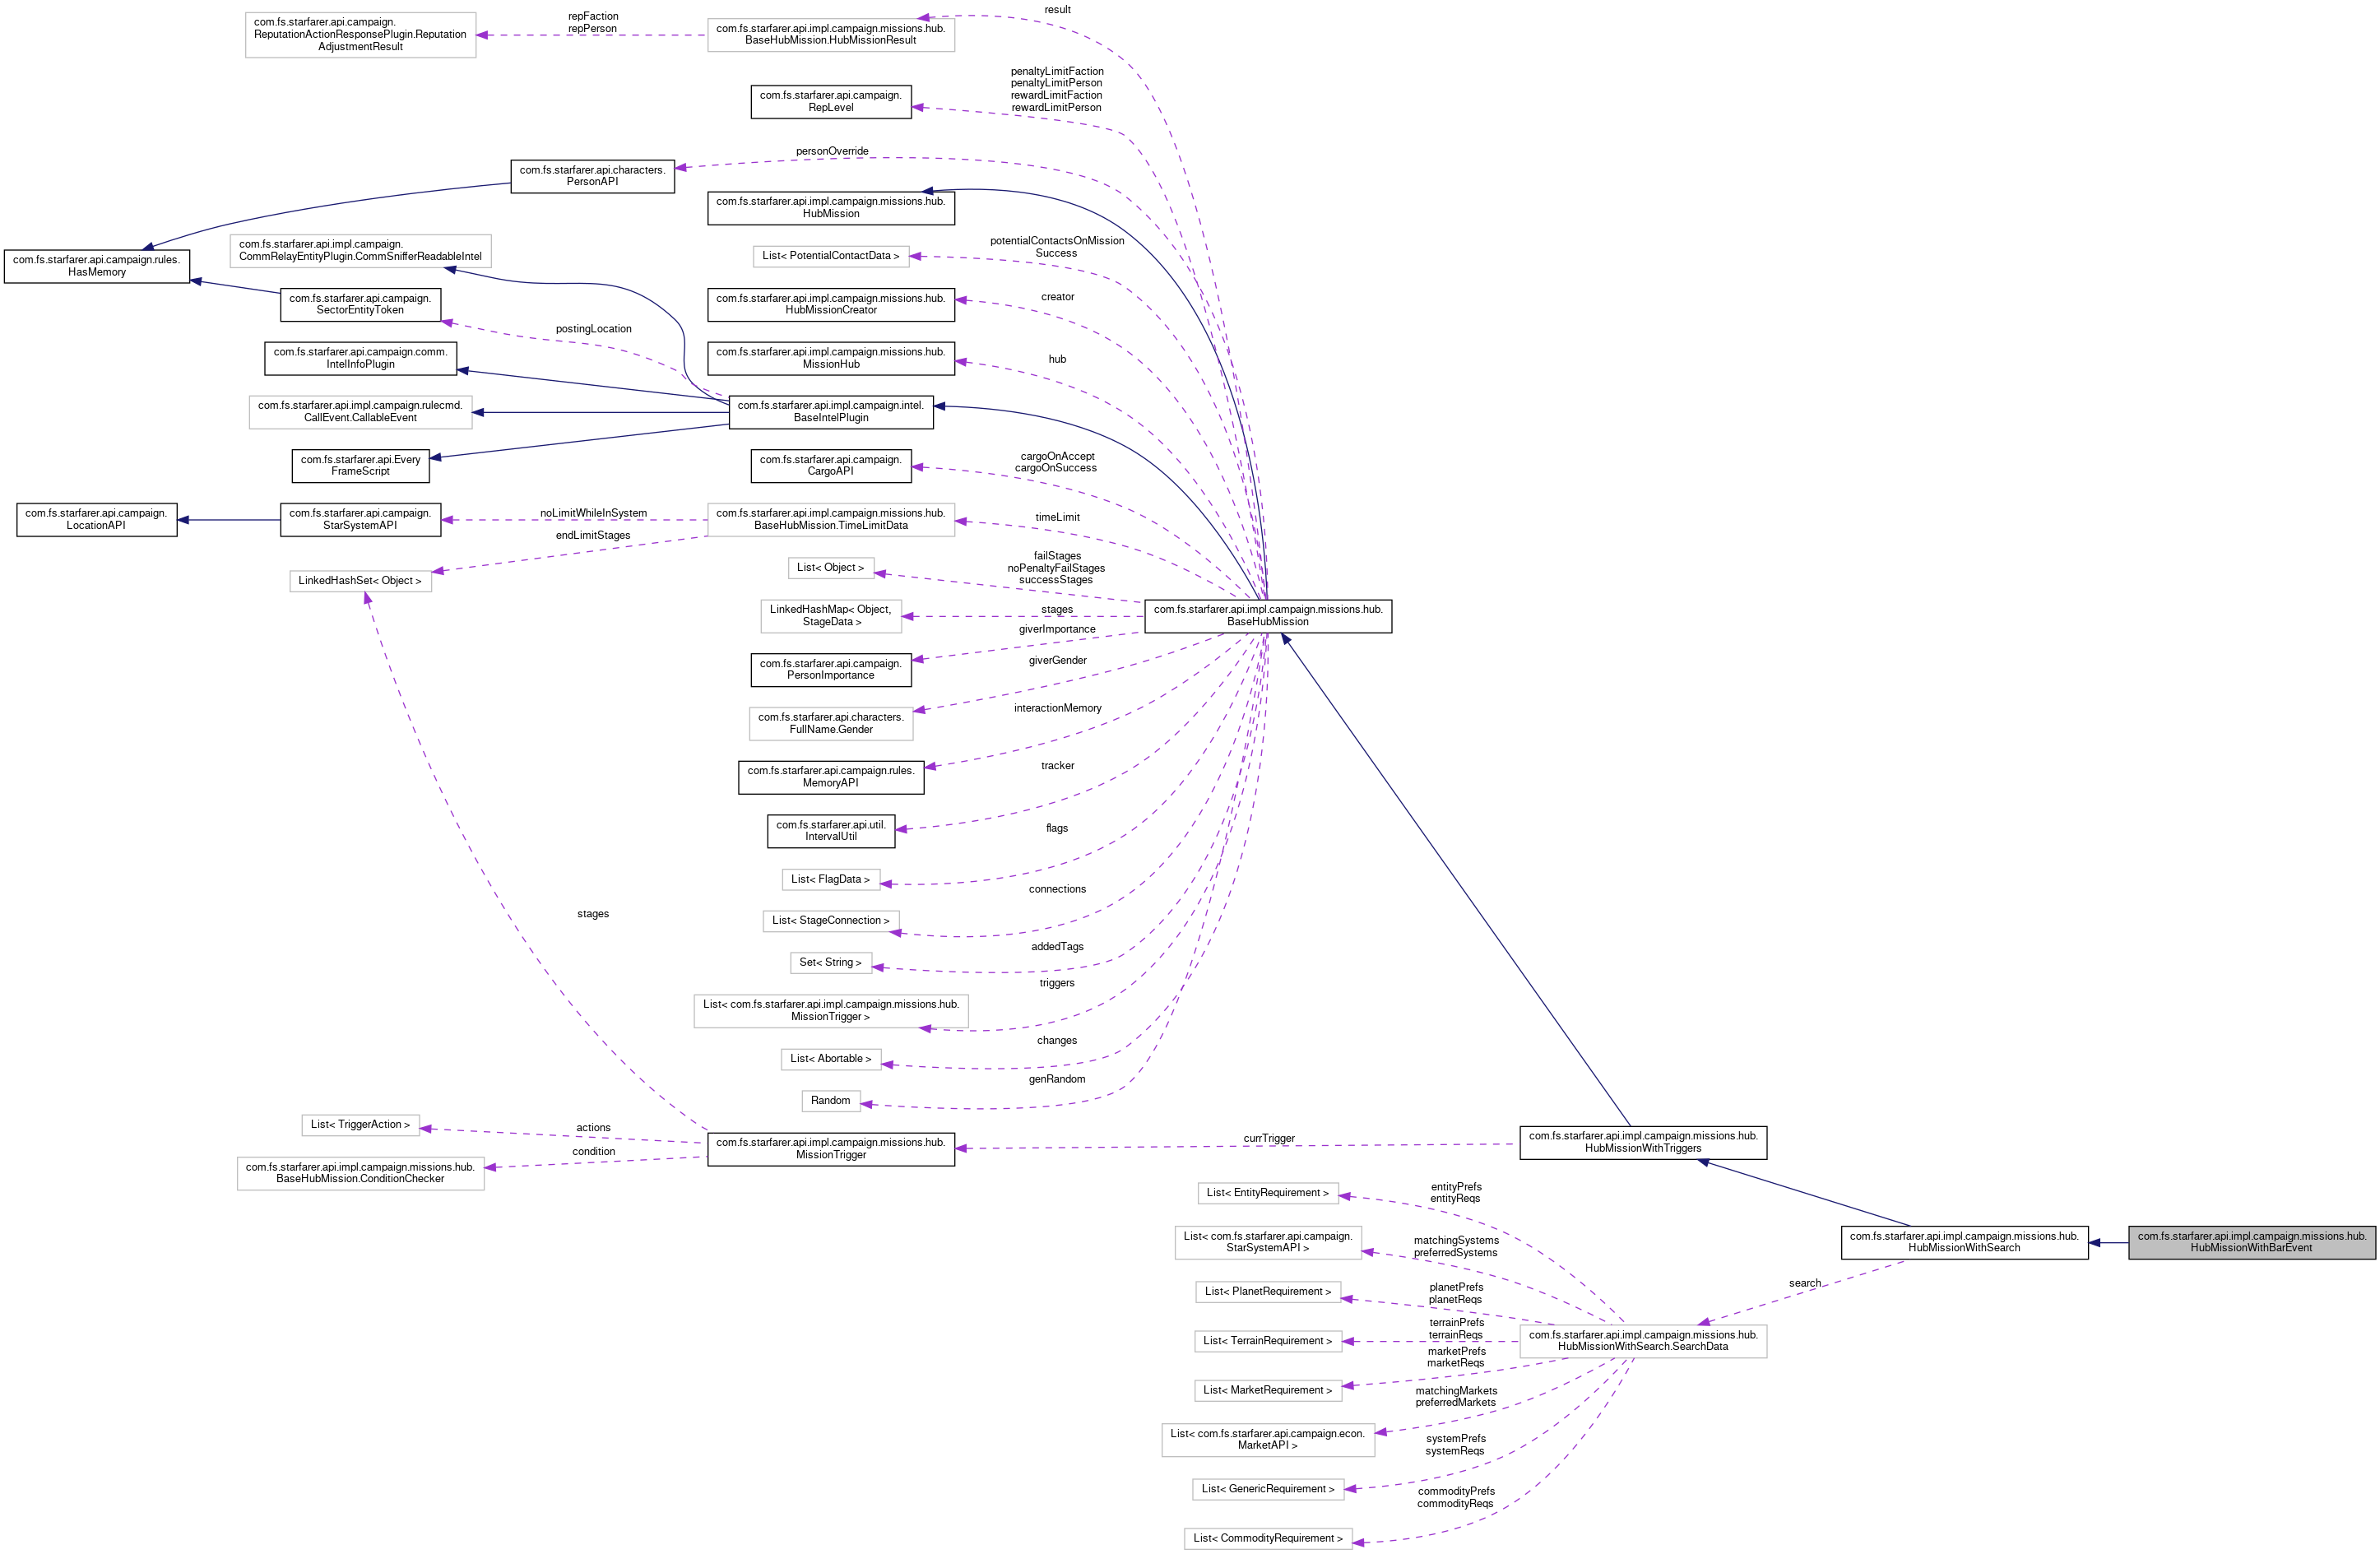 com.fs.starfarer.api.campaign.
ReputationActionResponsePlugin.Reputation
AdjustmentResult
repFaction
repPerson
com.fs.starfarer.api.impl.campaign.missions.hub.
BaseHubMission.HubMissionResult
result
com.fs.starfarer.api.campaign.
RepLevel
penaltyLimitFaction
penaltyLimitPerson
rewardLimitFaction
rewardLimitPerson
com.fs.starfarer.api.characters.
PersonAPI
personOverride
com.fs.starfarer.api.impl.campaign.missions.hub.
HubMission
com.fs.starfarer.api.campaign.rules.
HasMemory
com.fs.starfarer.api.impl.campaign.
CommRelayEntityPlugin.CommSnifferReadableIntel
List< PotentialContactData >
potentialContactsOnMission
Success
com.fs.starfarer.api.campaign.
SectorEntityToken
com.fs.starfarer.api.impl.campaign.missions.hub.
HubMissionCreator
creator
postingLocation
com.fs.starfarer.api.campaign.comm.
IntelInfoPlugin
com.fs.starfarer.api.impl.campaign.missions.hub.
MissionHub
hub
com.fs.starfarer.api.impl.campaign.rulecmd.
CallEvent.CallableEvent
com.fs.starfarer.api.impl.campaign.intel.
BaseIntelPlugin
com.fs.starfarer.api.Every
FrameScript
com.fs.starfarer.api.campaign.
CargoAPI
cargoOnAccept
cargoOnSuccess
com.fs.starfarer.api.campaign.
LocationAPI
com.fs.starfarer.api.campaign.
StarSystemAPI
noLimitWhileInSystem
endLimitStages
com.fs.starfarer.api.impl.campaign.missions.hub.
BaseHubMission.TimeLimitData
timeLimit
LinkedHashSet< Object >
List< Object >
failStages
noPenaltyFailStages
successStages
LinkedHashMap< Object,
StageData >
stages
com.fs.starfarer.api.impl.campaign.missions.hub.
BaseHubMission
giverImportance
com.fs.starfarer.api.campaign.
PersonImportance
giverGender
com.fs.starfarer.api.characters.
FullName.Gender
interactionMemory
com.fs.starfarer.api.campaign.rules.
MemoryAPI
tracker
com.fs.starfarer.api.util.
IntervalUtil
flags
List< FlagData >
connections
List< StageConnection >
stages
addedTags
Set< String >
triggers
List< com.fs.starfarer.api.impl.campaign.missions.hub.
MissionTrigger >
changes
List< Abortable >
genRandom
Random
List< TriggerAction >
actions
condition
com.fs.starfarer.api.impl.campaign.missions.hub.
BaseHubMission.ConditionChecker
com.fs.starfarer.api.impl.campaign.missions.hub.
MissionTrigger
currTrigger
com.fs.starfarer.api.impl.campaign.missions.hub.
HubMissionWithTriggers
List< EntityRequirement >
entityPrefs
entityReqs
List< com.fs.starfarer.api.campaign.
StarSystemAPI >
matchingSystems
preferredSystems
com.fs.starfarer.api.impl.campaign.missions.hub.
HubMissionWithSearch
com.fs.starfarer.api.impl.campaign.missions.hub.
HubMissionWithBarEvent
search
List< PlanetRequirement >
planetPrefs
planetReqs
List< TerrainRequirement >
terrainPrefs
terrainReqs
com.fs.starfarer.api.impl.campaign.missions.hub.
HubMissionWithSearch.SearchData
List< MarketRequirement >
marketPrefs
marketReqs
List< com.fs.starfarer.api.campaign.econ.
MarketAPI >
matchingMarkets
preferredMarkets
List< GenericRequirement >
systemPrefs
systemReqs
List< CommodityRequirement >
commodityPrefs
commodityReqs